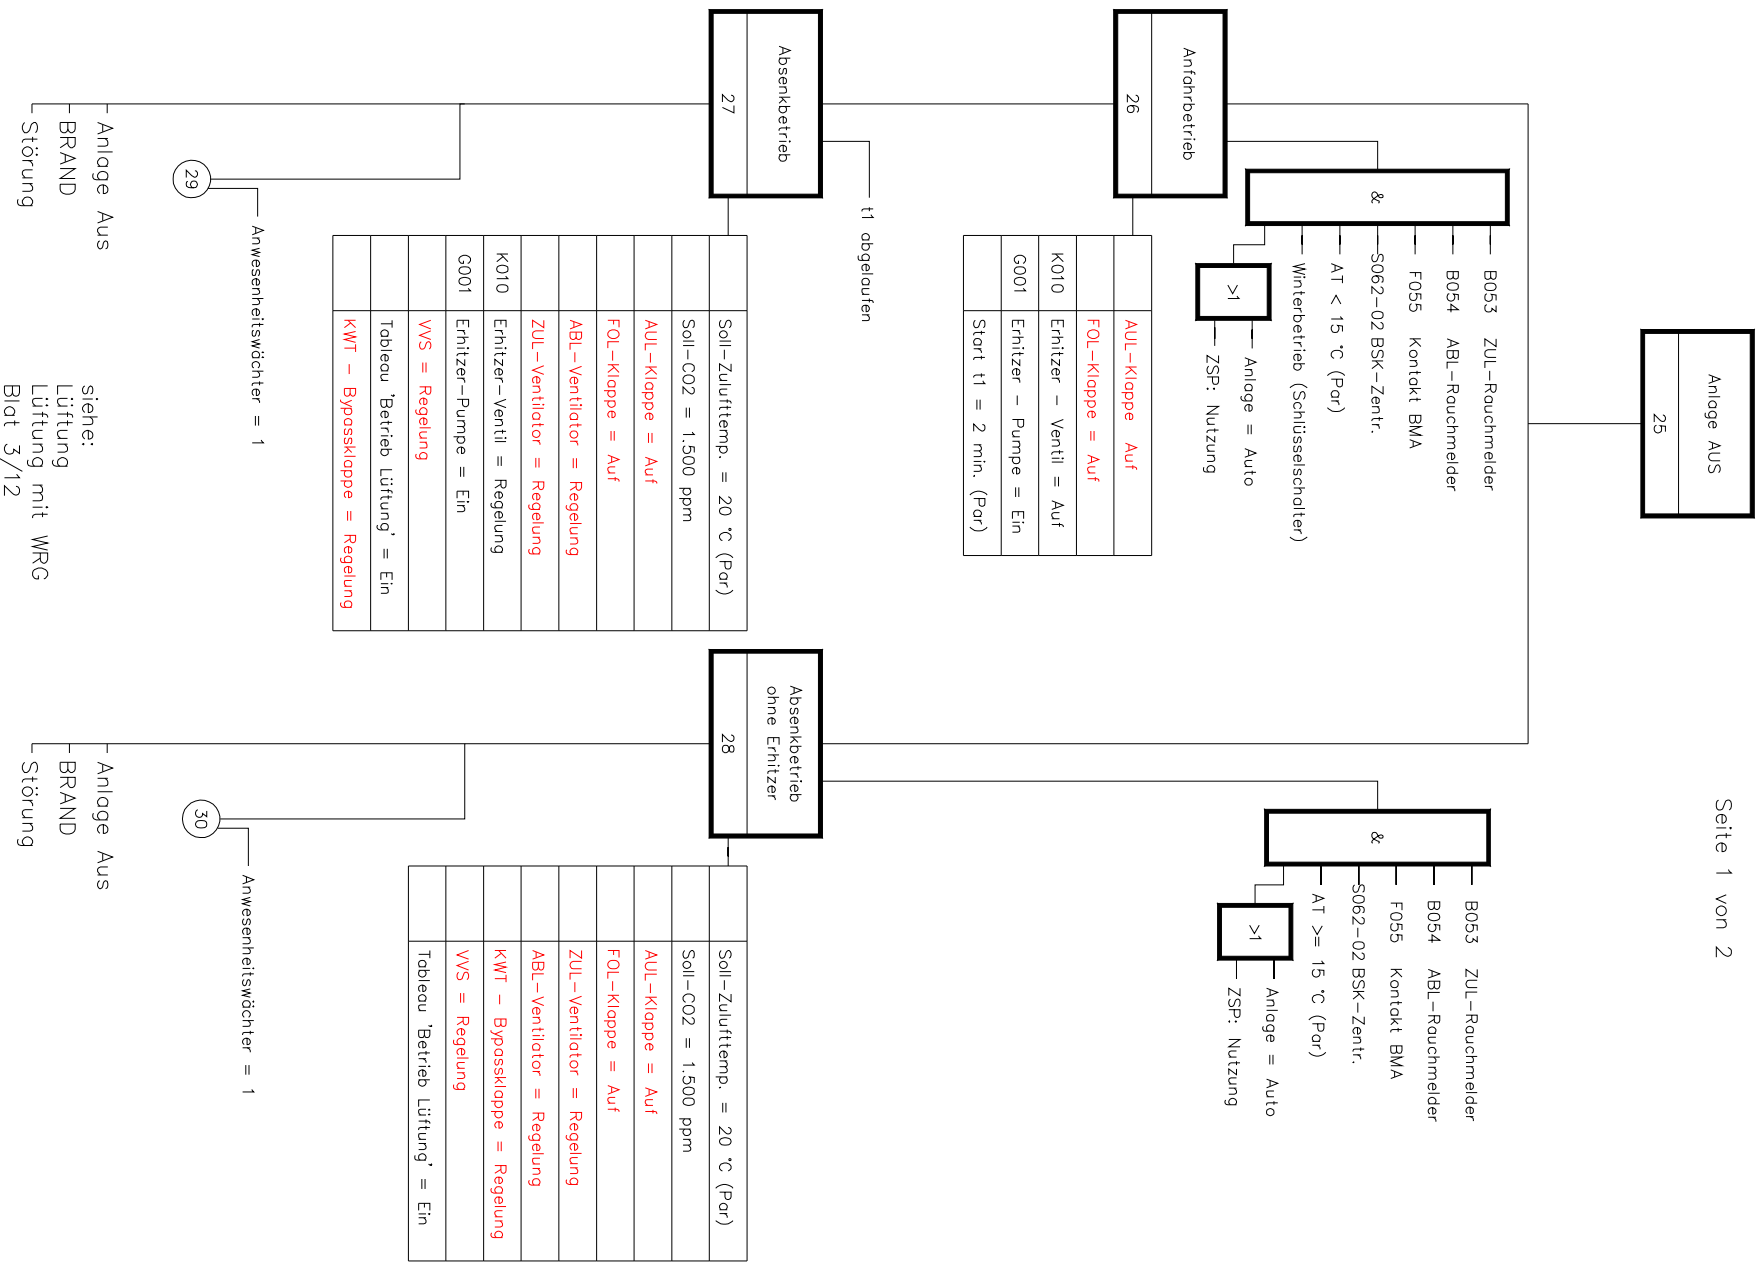 Seite 1 von 2
Anlage AUS
25
B053 ZUL-Rauchmelder
B054 ABL-Rauchmelder
F055 Kontakt BMA
S062-02 BSK-Zentr.
AT < 15 °C (Par)
Winterbetrieb (Schlüsselschalter)
&
>1
Anlage = Auto
ZSP: Nutzung
Anfahrbetrieb
26
AUL-Klappe Auf
FOL-Klappe = Auf
K010 Erhitzer - Ventil = Auf
G001 Erhitzer - Pumpe = Ein
Start t1 = 2 min. (Par)
t1 abgelaufen
Absenkbetrieb
27
Soll-Zulufttemp. = 20 °C (Par)
Soll-CO2 = 1.500 ppm
AUL-Klappe = Auf
FOL-Klappe = Auf
ABL-Ventilator = Regelung
ZUL-Ventilator = Regelung
K010 Erhitzer-Ventil = Regelung
G001 Erhitzer-Pumpe = Ein
VVS = Regelung
Tableau 'Betrieb Lüftung' = Ein
KWT - Bypassklappe = Regelung
Anwesenheitswächter = 1
29
Anlage Aus
BRAND
Störung
siehe:
Lüftung
Lüftung mit WRG
Blat 3/12
B053 ZUL-Rauchmelder
B054 ABL-Rauchmelder
F055 Kontakt BMA
S062-02 BSK-Zentr.
AT >= 15 °C (Par)
&
>1
Anlage = Auto
ZSP: Nutzung
Absenkbetrieb
ohne Erhitzer
28
Soll-Zulufttemp. = 20 °C (Par)
Soll-CO2 = 1.500 ppm
AUL-Klappe = Auf
FOL-Klappe = Auf
ZUL-Ventilator = Regelung
ABL-Ventilator = Regelung
KWT - Bypassklappe = Regelung
VVS = Regelung
Tableau 'Betrieb Lüftung' = Ein
Anwesenheitswächter = 1
30
Anlage Aus
BRAND
Störung